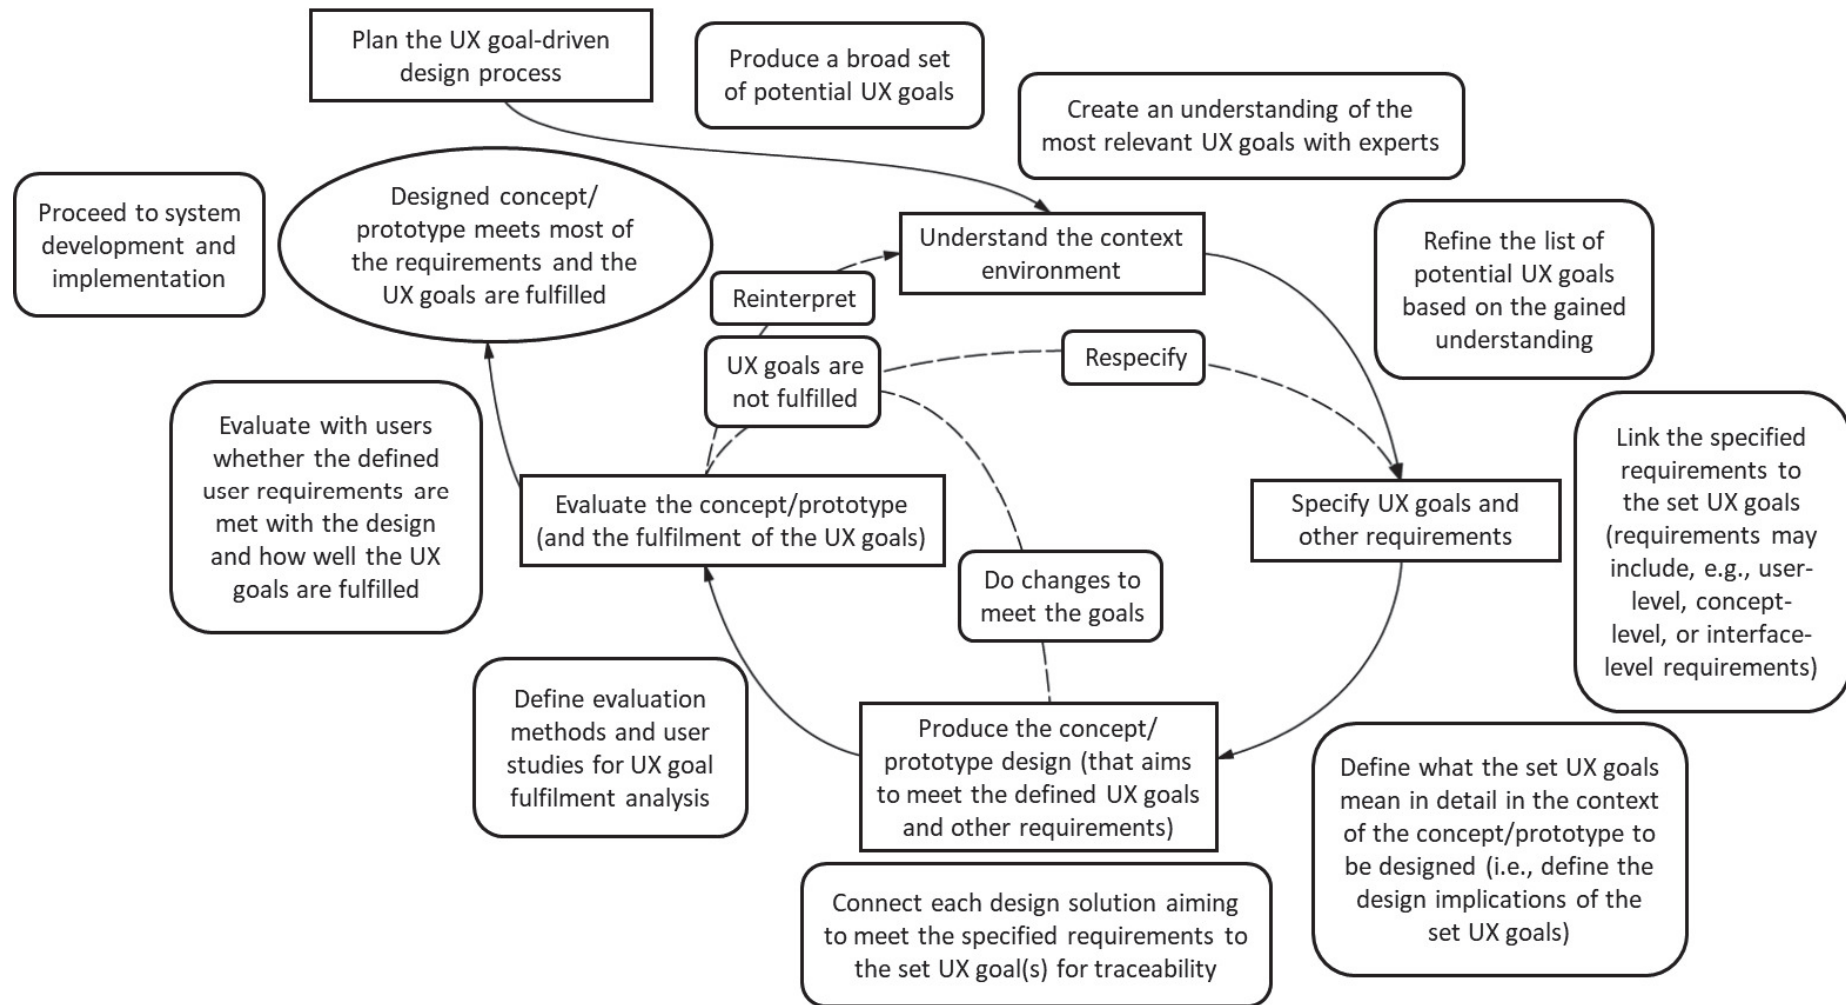 Plan the UX goal-driven
design process
Produce a broad set
of potential UX goals
Create an understanding of the
most relevant UX goals with experts
Proceed to system
development and
implementation
Designed concept/
prototype meets most of
the requirements and the
UX goals are fulfilled
Understand the context
environment
Refine the list of
potential UX goals
based on the gained
understanding
Reinterpret
UX goals are
not fulfilled
Respecify
Evaluate with users
whether the defined
user requirements are
met with the design
and how well the UX
goals are fulfilled
Evaluate the concept/prototype
(and the fulfilment of the UX goals)
Specify UX goals and
other requirements
Link the specified
requirements to
the set UX goals
(requirements may
include, e.g., user-
level, concept-
level, or interface-
level requirements)
Do changes to
meet the goals
Define evaluation
methods and user
studies for UX goal
fulfilment analysis
Produce the concept/
prototype design (that aims
to meet the defined UX goals
and other requirements)
Define what the set UX goals
mean in detail in the context
of the concept/prototype to
be designed (i.e., define the
design implications of the
set UX goals)
Connect each design solution aiming
to meet the specified requirements to
the set UX goal(s) for traceability